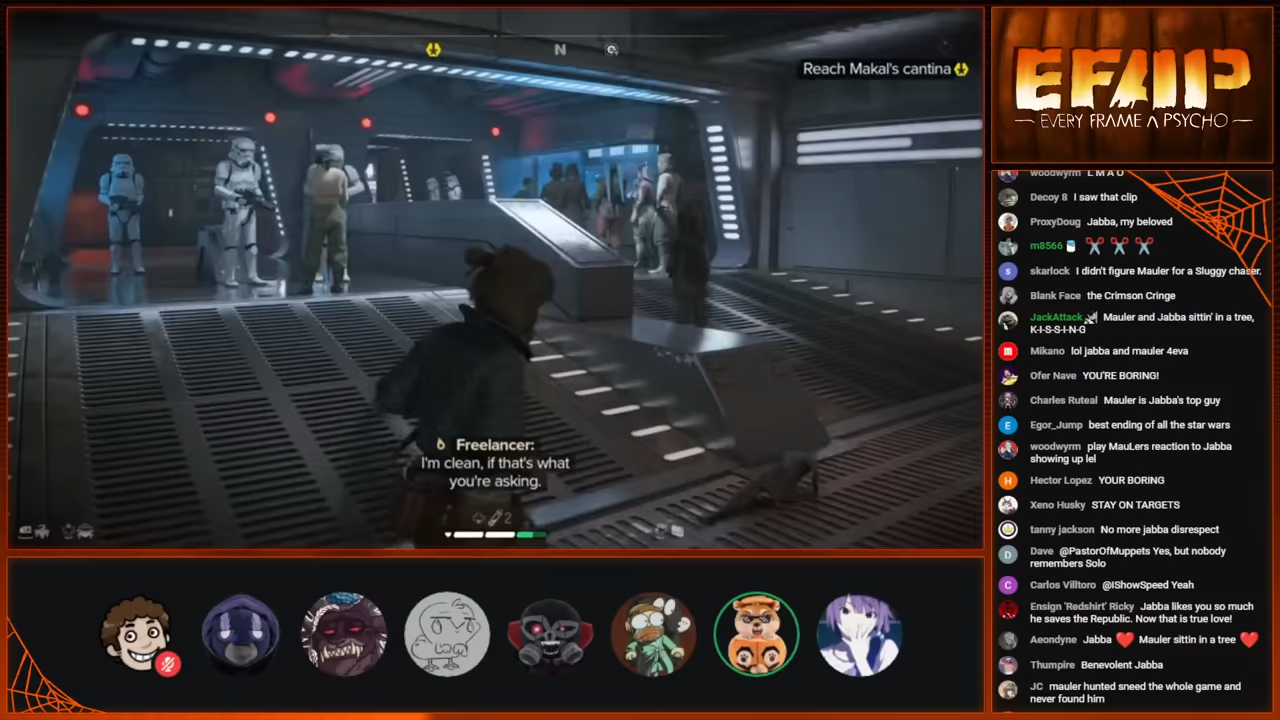 N
Reach Makal's cantina
Freelancer:
I'm clean, if that's what
you're asking.
2
EFAP
EVERY FRAME A PSYCHO
woodwyrm L M A O
Decoy 8 I saw that clip
ProxyDoug Jabba, my beloved
m8566
skarlock I didn't figure Mauler for a Sluggy chaser.
Blank Face the Crimson Cringe
JackAttack Mauler and Jabba sittin' in a tree,
K-I-S-S-I-N-G
Mikano lol jabba and mauler 4eva
Ofer Nave YOU'RE BORING!
Charles Ruteal Mauler is Jabba's top guy
Egor_Jump best ending of all the star wars
woodwyrm play MauLers reaction to Jabba
showing up lel
Hector Lopez YOUR BORING
Xeno Husky STAY ON TARGETS
tanny jackson No more jabba disrespect
Dave @PastorOfMuppets Yes, but nobody
remembers Solo
Carlos Villtoro @IShowSpeed Yeah
Ensign 'Redshirt' Ricky Jabba likes you so much
he saves the Republic. Now that is true love!
Aeondyne Jabba ❤️ Mauler sittin in a tree ❤️
Thumpire Benevolent Jabba
JC mauler hunted sneed the whole game and
never found him